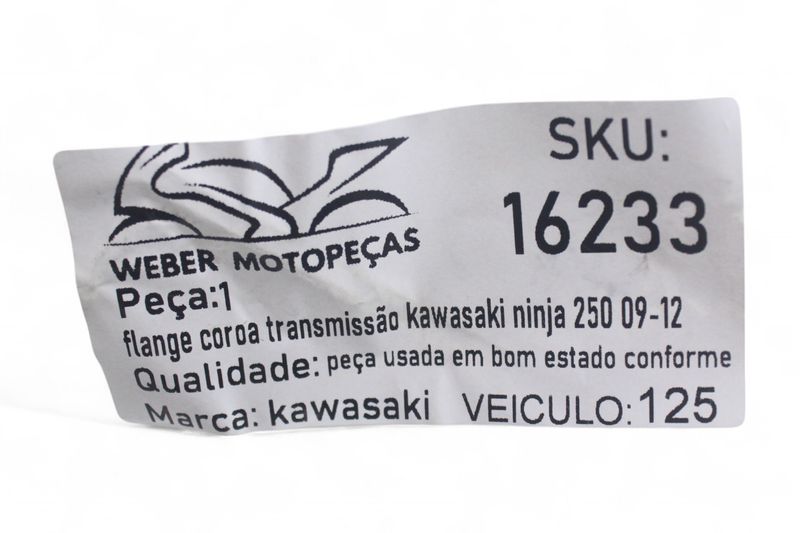 SKU:
16233
WEBER MOTOPEÇAS
Peça:1
flange coroa transmissão kawasaki ninja 250 09-12
Qualidade: peça usada em bom estado conforme
Marca: kawasaki VEICULO: 125